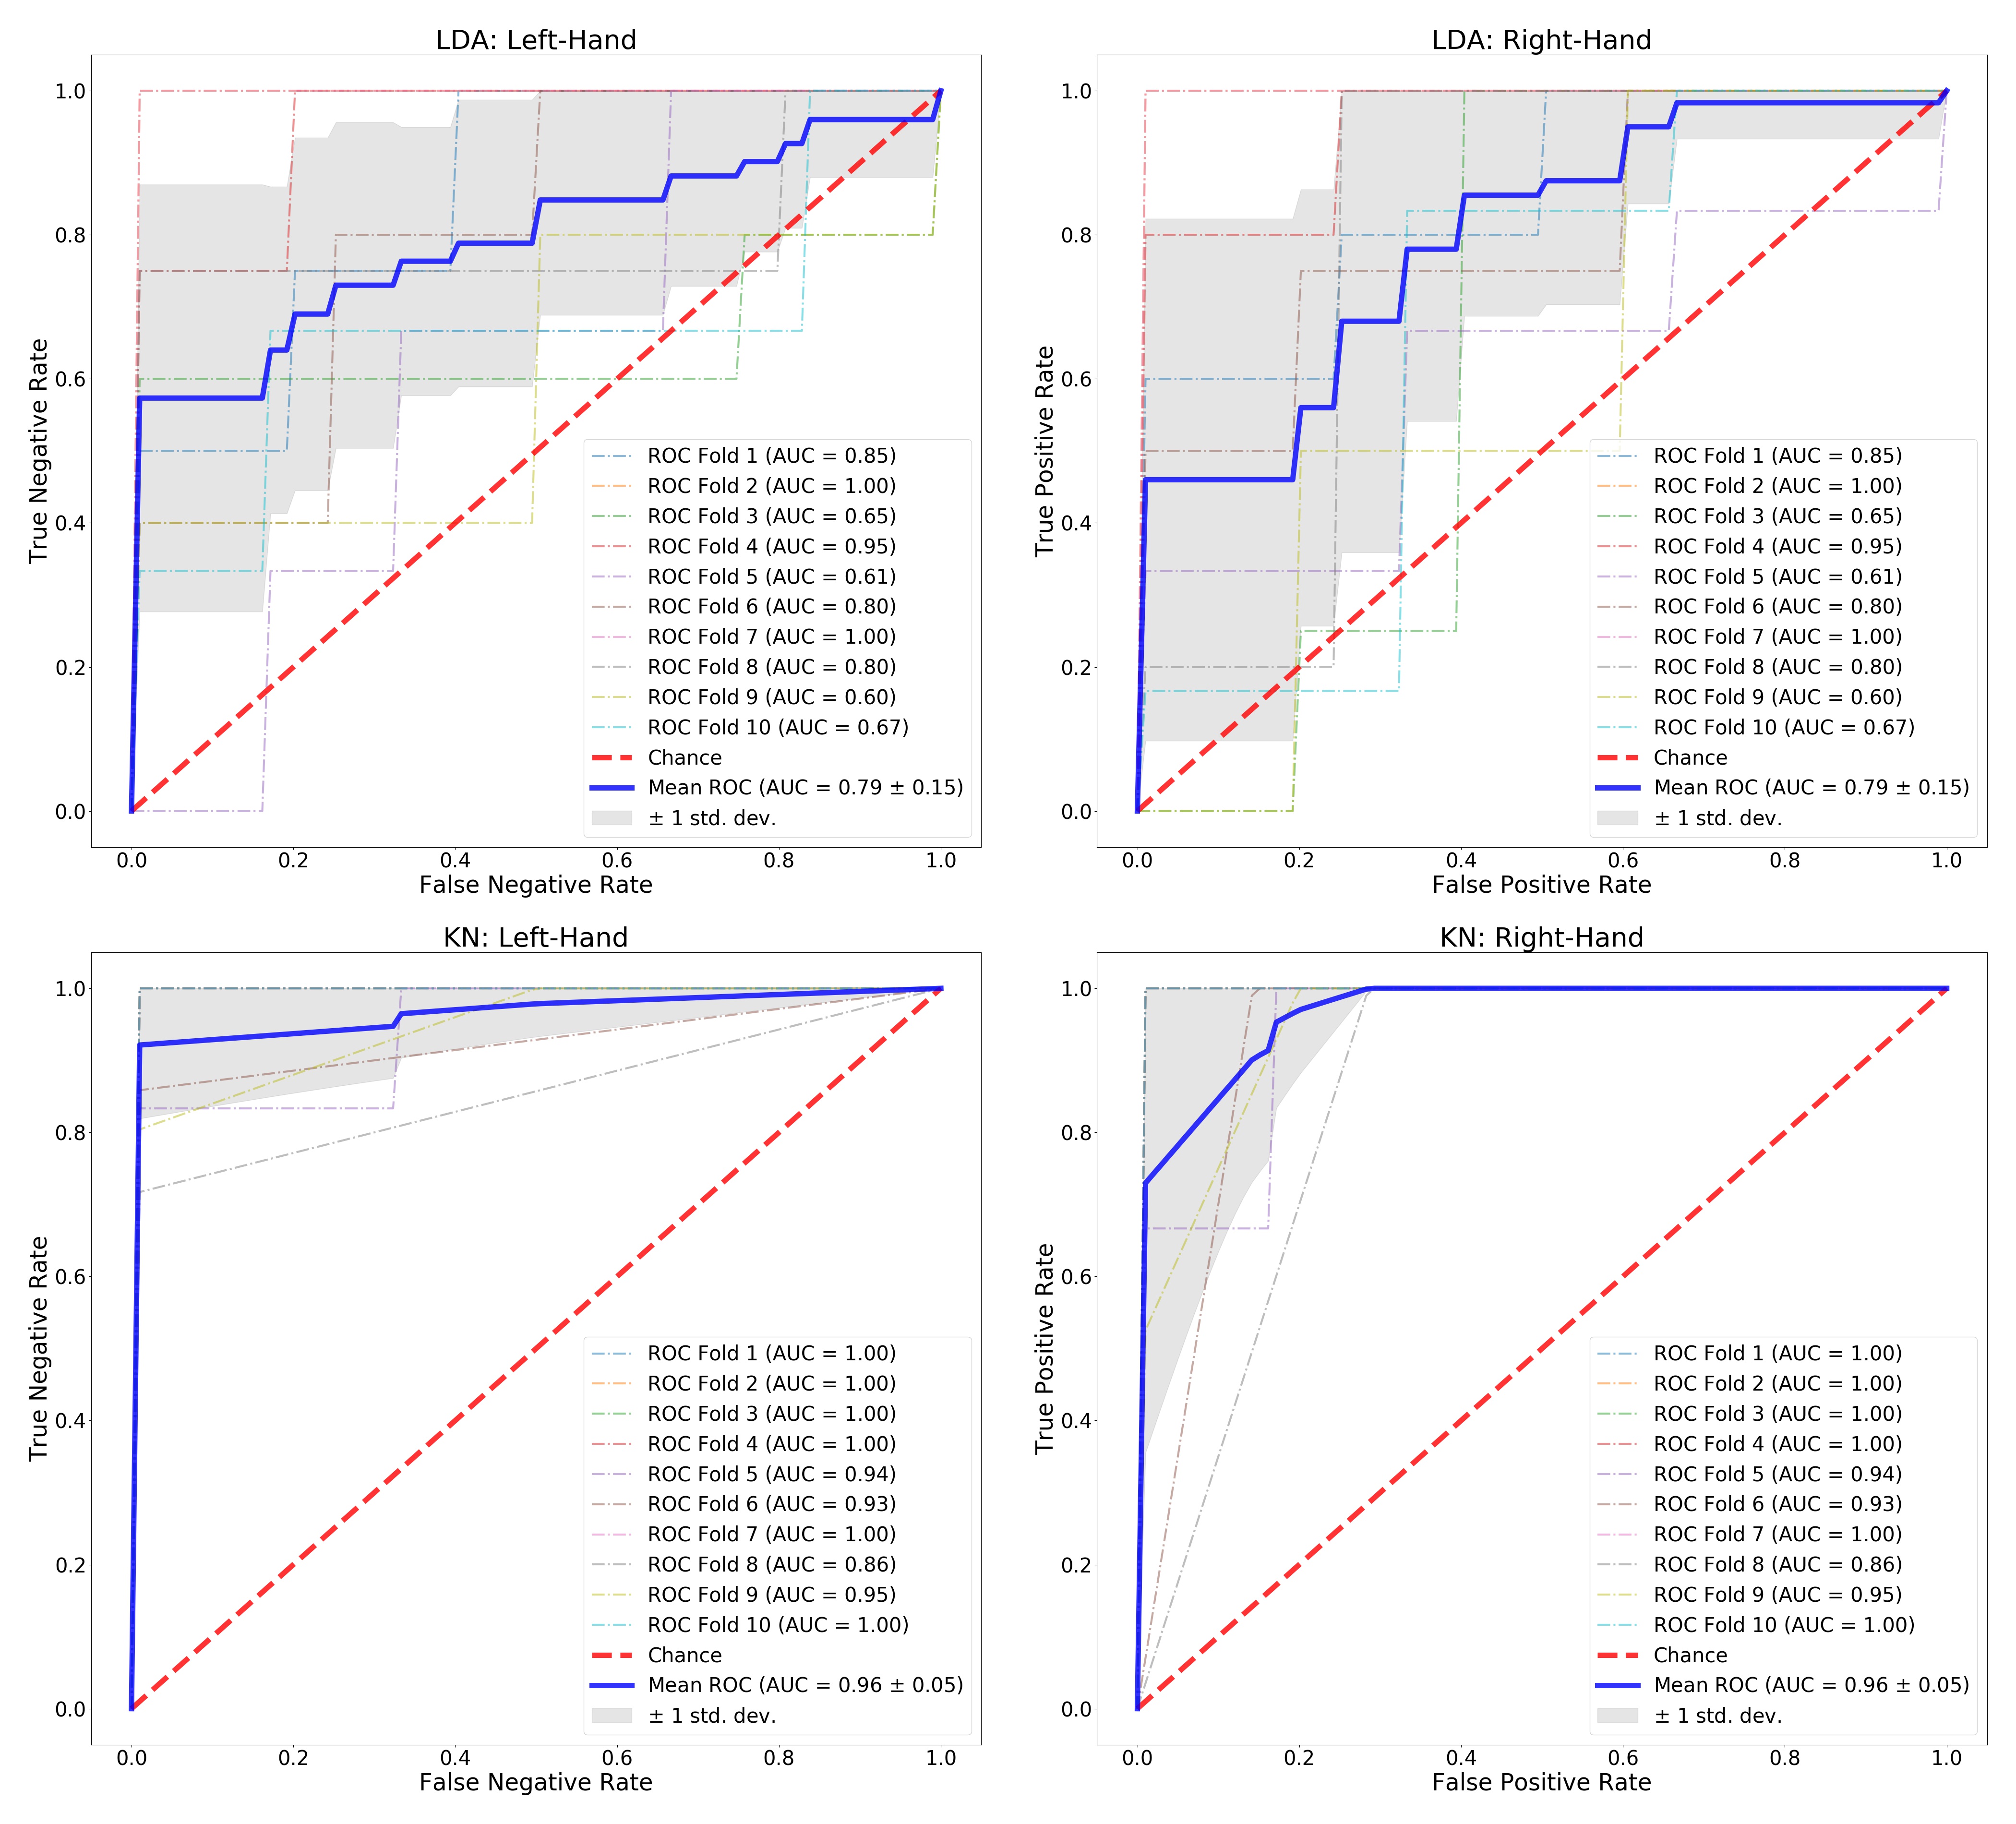 LDA: Left-Hand
True Negative Rate
1.0
0.8
0.6
0.4
0.2
0.0
ROC Fold 1 (AUC = 0.85)
ROC Fold 2 (AUC = 1.00)
ROC Fold 3 (AUC = 0.65)
ROC Fold 4 (AUC = 0.95)
ROC Fold 5 (AUC = 0.61)
ROC Fold 6 (AUC = 0.80)
ROC Fold 7 (AUC = 1.00)
ROC Fold 8 (AUC = 0.80)
ROC Fold 9 (AUC = 0.60)
ROC Fold 10 (AUC = 0.67)
Chance
Mean ROC (AUC = 0.79 ± 0.15)
± 1 std. dev.
0.0 0.2 0.4 0.6 0.8 1.0
False Negative Rate
LDA: Right-Hand
True Positive Rate
1.0
0.8
0.6
0.4
0.2
0.0
ROC Fold 1 (AUC = 0.85)
ROC Fold 2 (AUC = 1.00)
ROC Fold 3 (AUC = 0.65)
ROC Fold 4 (AUC = 0.95)
ROC Fold 5 (AUC = 0.61)
ROC Fold 6 (AUC = 0.80)
ROC Fold 7 (AUC = 1.00)
ROC Fold 8 (AUC = 0.80)
ROC Fold 9 (AUC = 0.60)
ROC Fold 10 (AUC = 0.67)
Chance
Mean ROC (AUC = 0.79 ± 0.15)
± 1 std. dev.
0.0 0.2 0.4 0.6 0.8 1.0
False Positive Rate
KN: Left-Hand
True Negative Rate
1.0
0.8
0.6
0.4
0.2
0.0
ROC Fold 1 (AUC = 1.00)
ROC Fold 2 (AUC = 1.00)
ROC Fold 3 (AUC = 1.00)
ROC Fold 4 (AUC = 1.00)
ROC Fold 5 (AUC = 0.94)
ROC Fold 6 (AUC = 0.93)
ROC Fold 7 (AUC = 1.00)
ROC Fold 8 (AUC = 0.86)
ROC Fold 9 (AUC = 0.95)
ROC Fold 10 (AUC = 1.00)
Chance
Mean ROC (AUC = 0.96 ± 0.05)
± 1 std. dev.
0.0 0.2 0.4 0.6 0.8 1.0
False Negative Rate
KN: Right-Hand
True Positive Rate
1.0
0.8
0.6
0.4
0.2
0.0
ROC Fold 1 (AUC = 1.00)
ROC Fold 2 (AUC = 1.00)
ROC Fold 3 (AUC = 1.00)
ROC Fold 4 (AUC = 1.00)
ROC Fold 5 (AUC = 0.94)
ROC Fold 6 (AUC = 0.93)
ROC Fold 7 (AUC = 1.00)
ROC Fold 8 (AUC = 0.86)
ROC Fold 9 (AUC = 0.95)
ROC Fold 10 (AUC = 1.00)
Chance
Mean ROC (AUC = 0.96 ± 0.05)
± 1 std. dev.
0.0 0.2 0.4 0.6 0.8 1.0
False Positive Rate